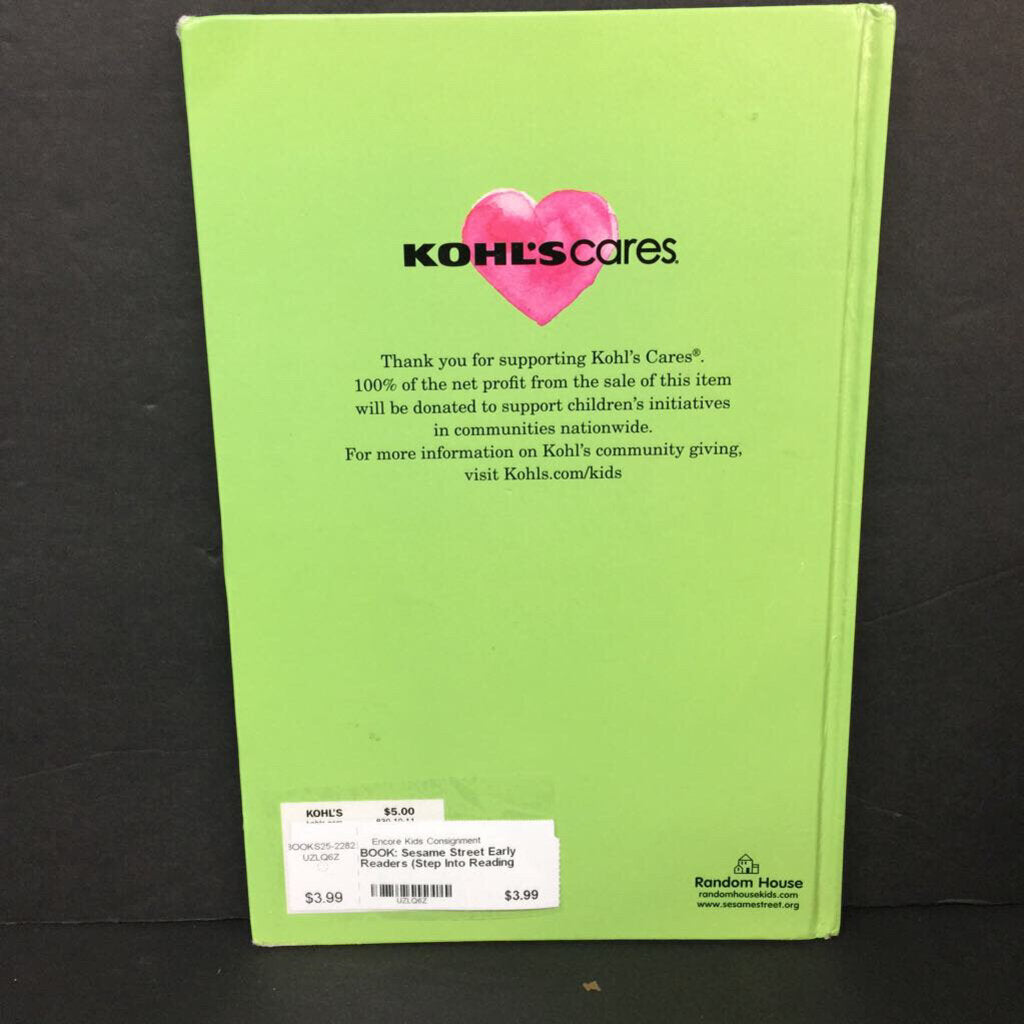 KOHL'S cares.
Thank you for supporting Kohl's Cares®.
100% of the net profit from the sale of this item
will be donated to support children's initiatives
in communities nationwide.
For more information on Kohl's community giving,
visit Kohls.com/kids
KOHL'S $5.00
BOOKS25-2282
UZLQ6Z
$3.99
Encore Kids Consignment
BOOK: Sesame Street Early
Readers (Step Into Reading
UZLQ6Z
$3.99
Random House
randomhousekids.com
www.sesamestreet.org